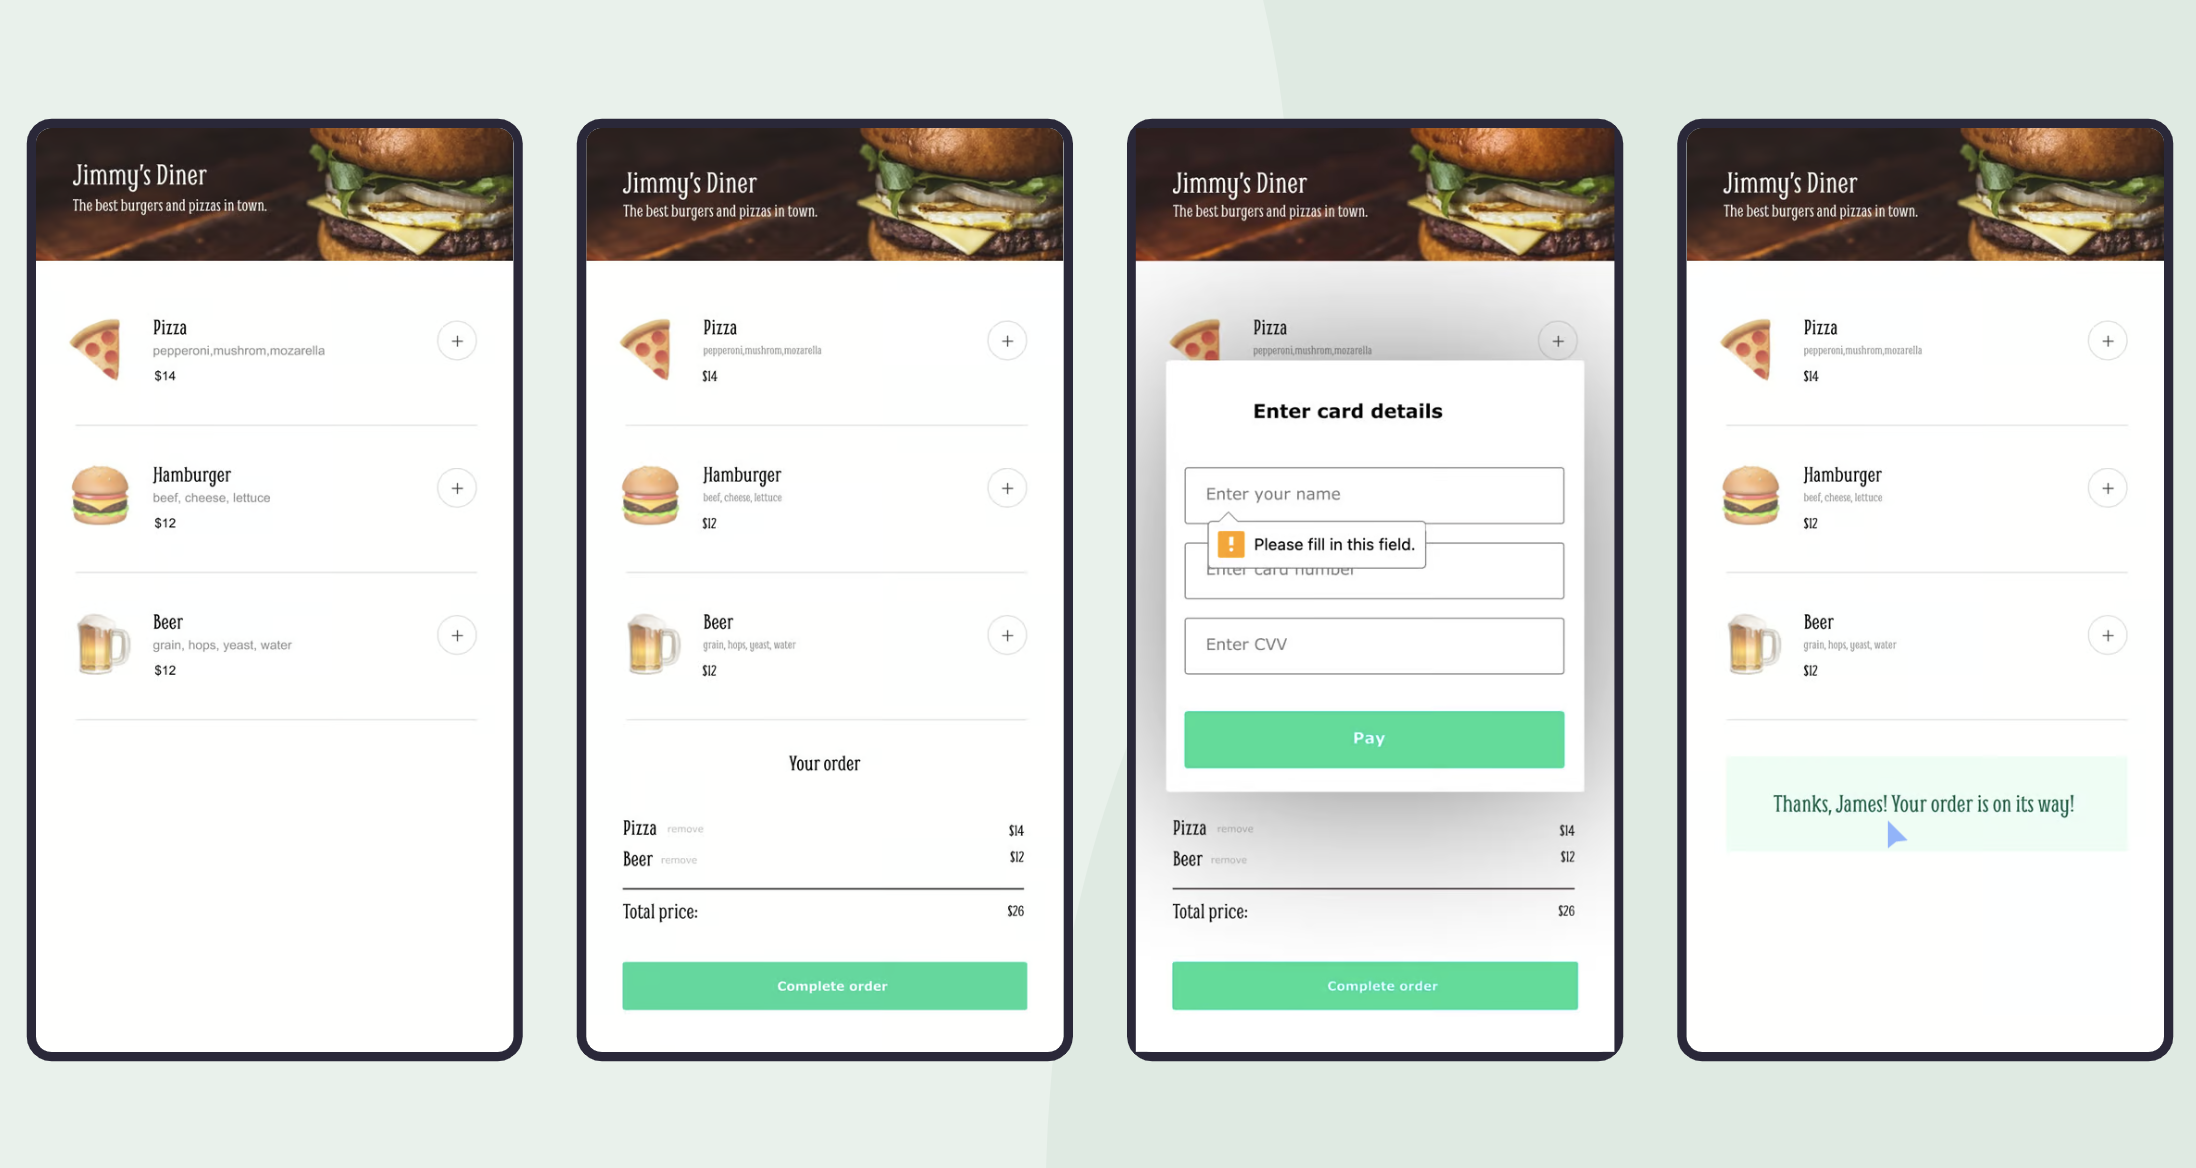 Jimmy's Diner
The best burgers and pizzas in town.
Pizza
pepperoni,mushrom,mozarella
$14
+
Hamburger
beef, cheese, lettuce
$12
+
Beer
grain, hops, yeast, water
$12
+
Jimmy's Diner
The best burgers and pizzas in town.
Pizza
pepperoni,mushrom,mozarella
$14
+
Hamburger
beef, cheese, lettuce
$12
+
Beer
grain, hops, yeast, water
$12
+
Your order
Pizza remove $14
Beer remove $12
Total price: $26
Complete order
Jimmy's Diner
The best burgers and pizzas in town.
Pizza
pepperoni,mushrom,mozarella
+
Enter card details
Enter your name
! Please fill in this field.
Enter card number
Enter CVV
Pay
Pizza remove $14
Beer remove $12
Total price: $26
Complete order
Jimmy's Diner
The best burgers and pizzas in town.
Pizza
pepperoni,mushrom,mozarella
$14
+
Hamburger
beef, cheese, lettuce
$12
+
Beer
grain, hops, yeast, water
$12
+
Thanks, James! Your order is on its way!